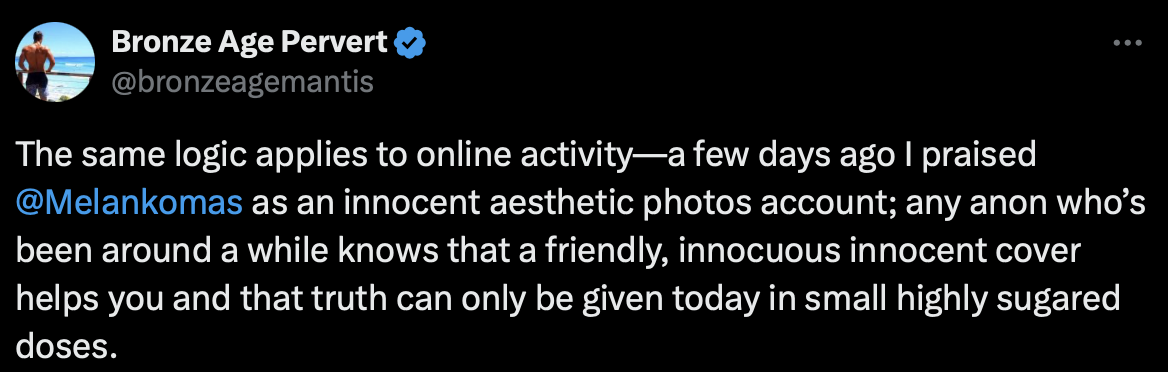 Bronze Age Pervert
@bronzeagemantis
The same logic applies to online activity—a few days ago I praised
@Melankomas as an innocent aesthetic photos account; any anon who’s
been around a while knows that a friendly, innocuous innocent cover
helps you and that truth can only be given today in small highly sugared
doses.